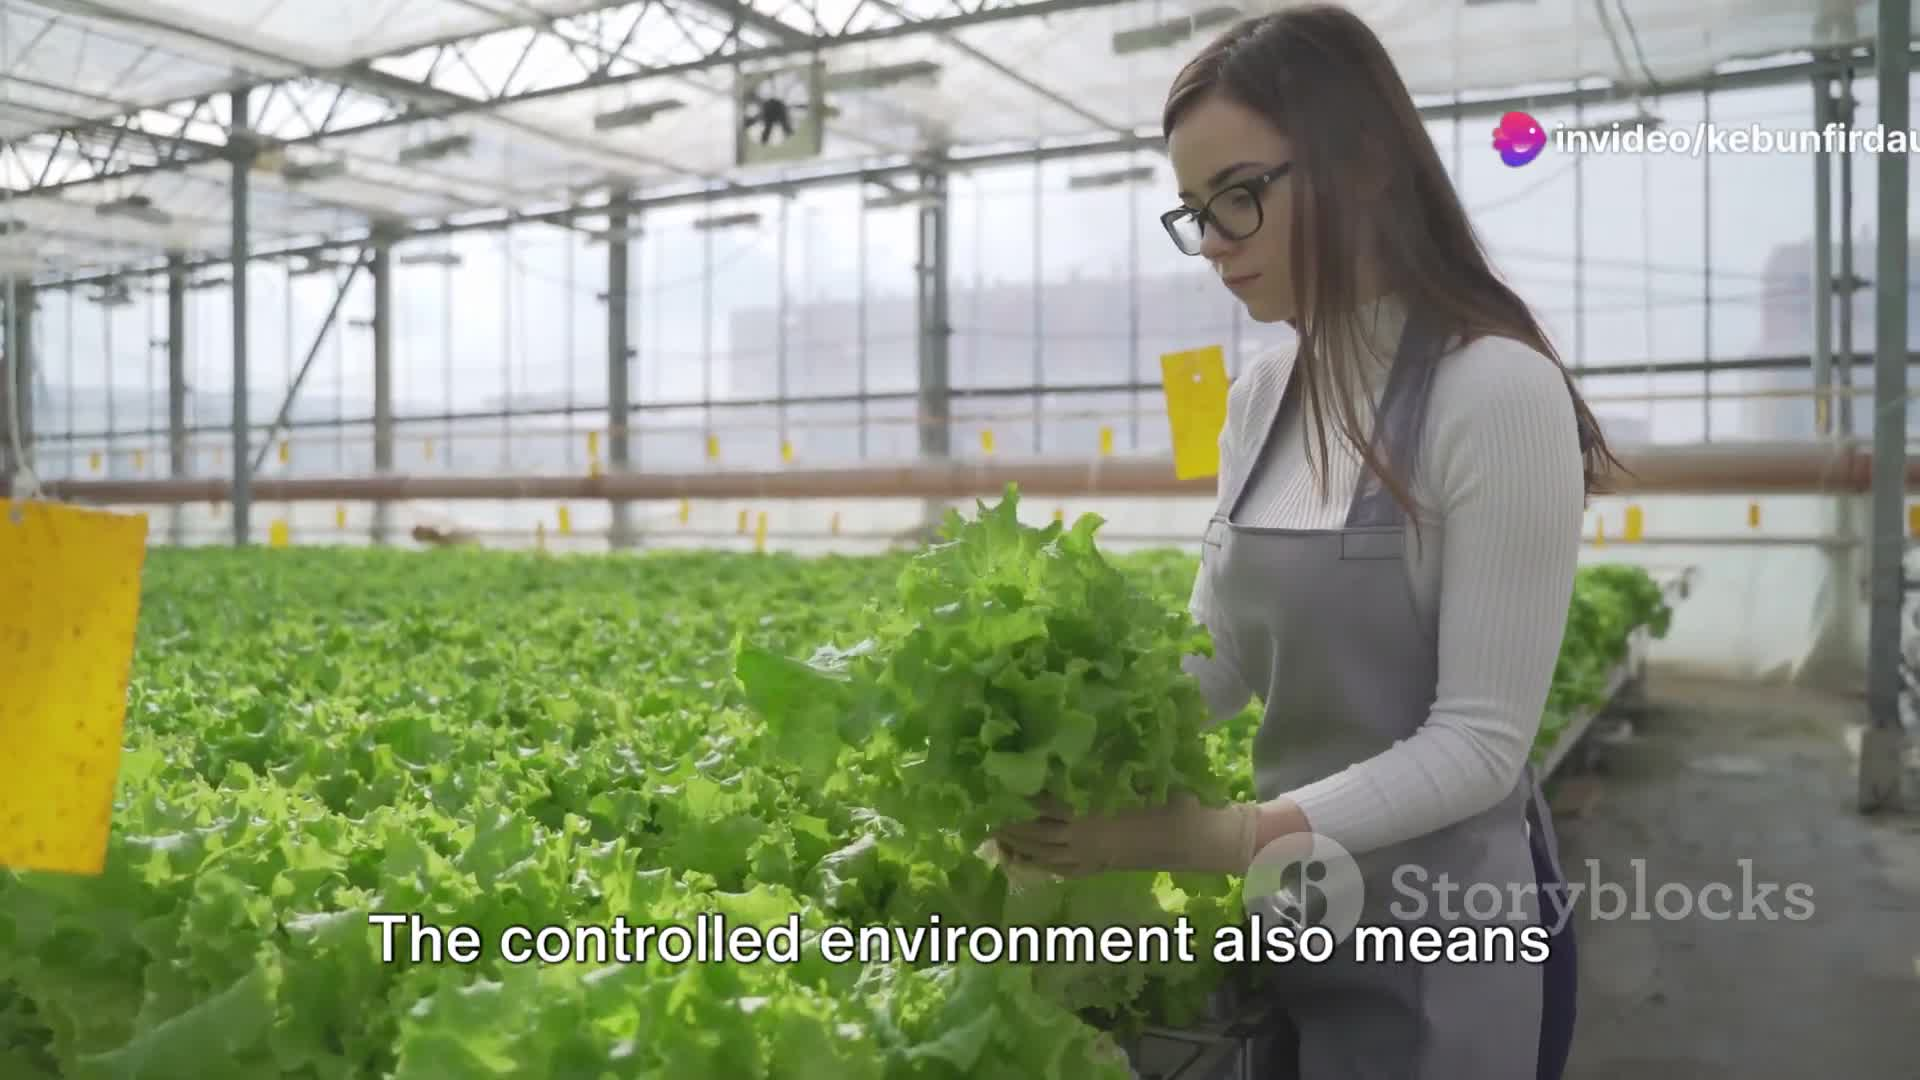 invideo/kebunfirdau
Storyblocks
The controlled environment also means